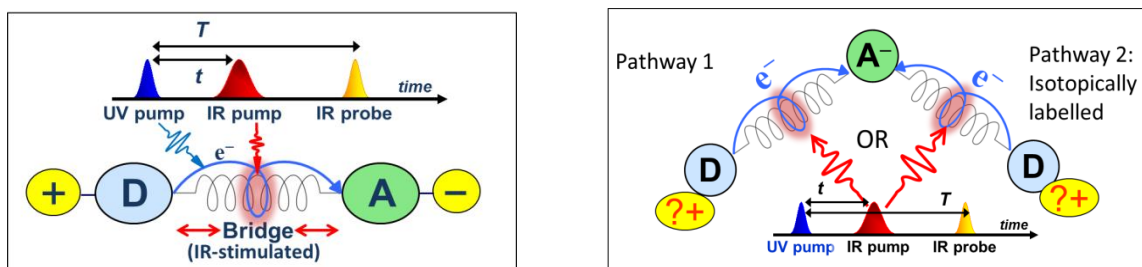 T
t
time
UV pump
IR pump
IR probe
e⁻
+
D
A
−
Bridge
(IR-stimulated)
Pathway 1
A⁻
Pathway 2:
Isotopically
labelled
e⁻
e⁻
OR
D
D
?+
?+
t
T
time
UV pump
IR pump
IR probe